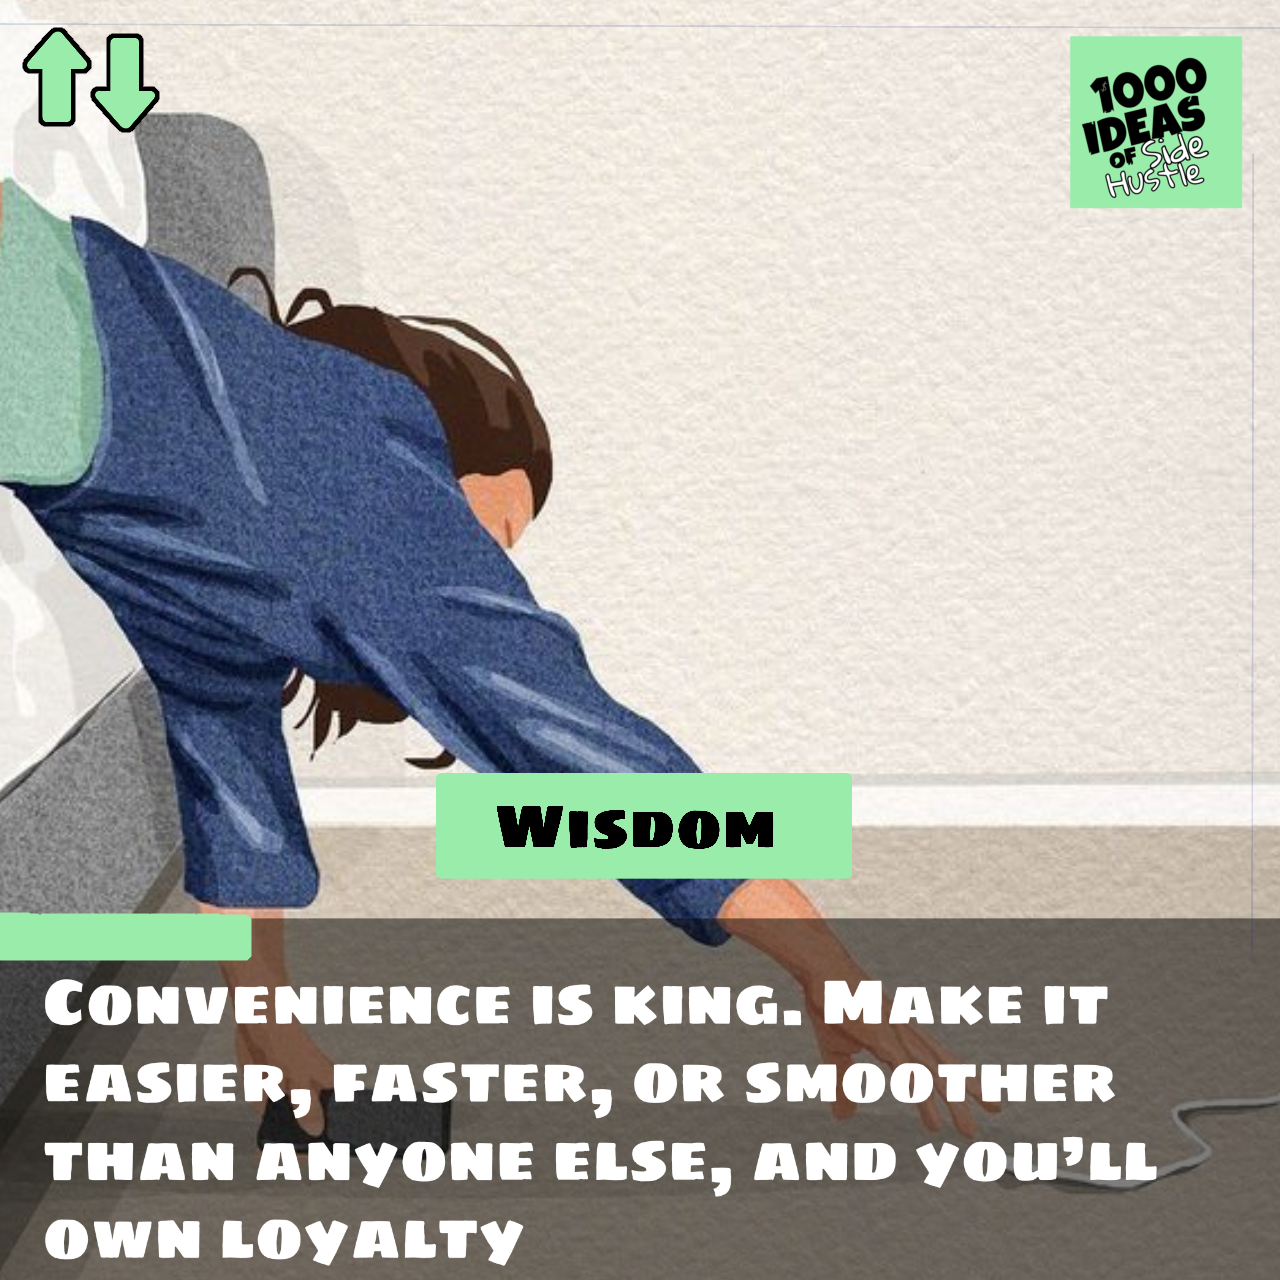 1000
IDEAS
OF Side
Hustle
WISDOM
CONVENIENCE IS KING. MAKE IT
EASIER, FASTER, OR SMOOTHER
THAN ANYONE ELSE, AND YOU'LL
OWN LOYALTY